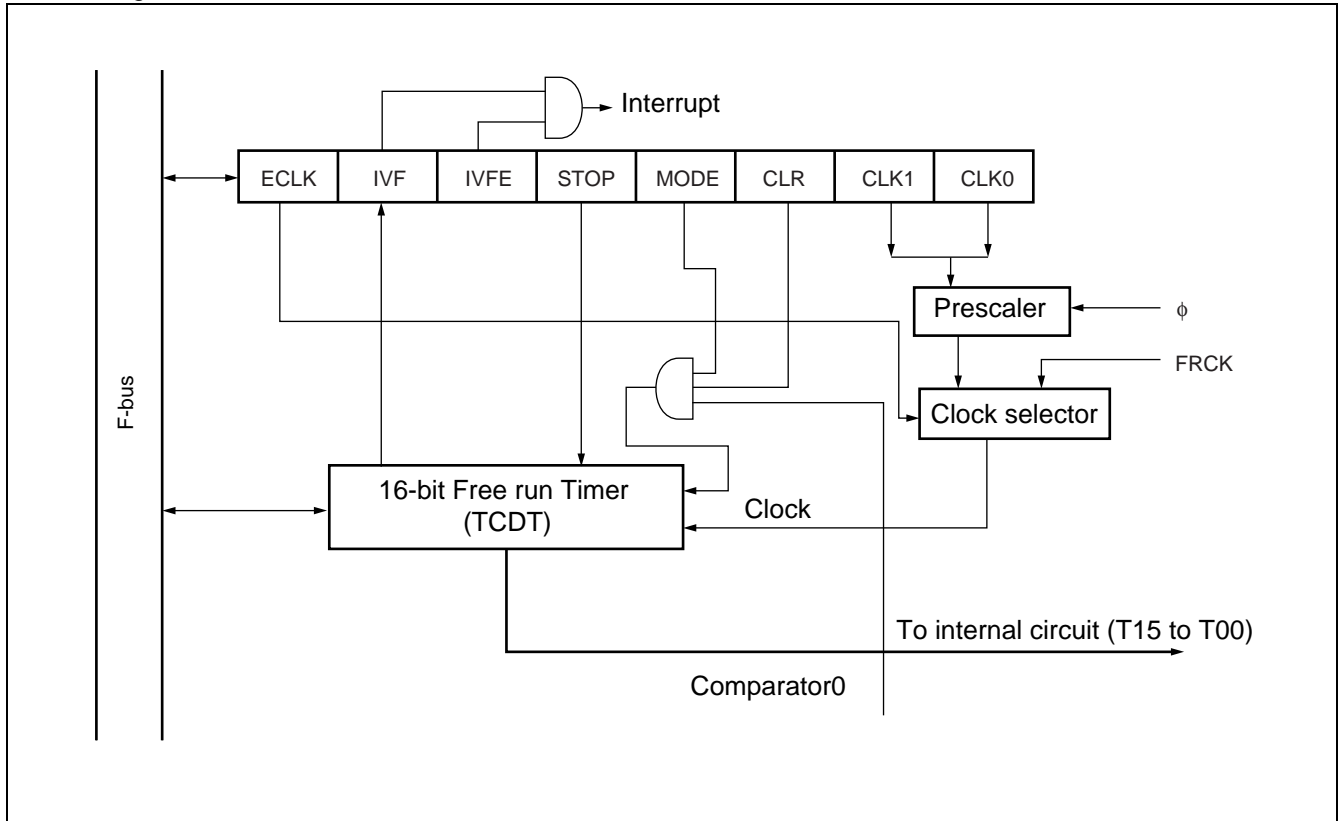 Interrupt
ECLK IVF IVFE STOP MODE CLR CLK1 CLK0
Prescaler
φ
FRCK
Clock selector
F-bus
16-bit Free run Timer
(TCDT)
Clock
To internal circuit (T15 to T00)
Comparator0